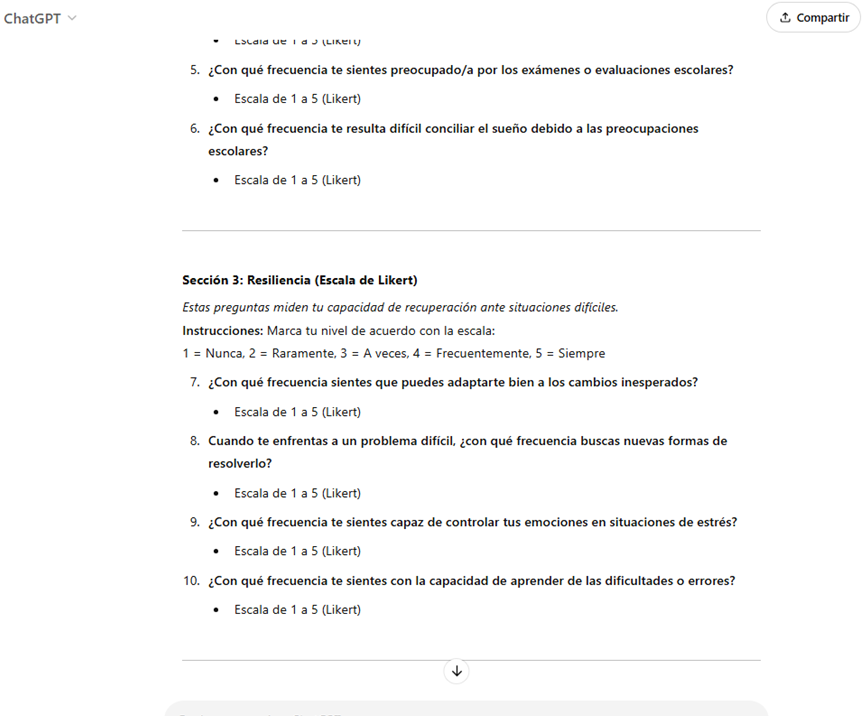 ChatGPT
Compartir
• Escala de 1 a 5 (Likert)
5. ¿Con qué frecuencia te sientes preocupado/a por los exámenes o evaluaciones escolares?
• Escala de 1 a 5 (Likert)
6. ¿Con qué frecuencia te resulta difícil conciliar el sueño debido a las preocupaciones
escolares?
• Escala de 1 a 5 (Likert)
Sección 3: Resiliencia (Escala de Likert)
Estas preguntas miden tu capacidad de recuperación ante situaciones difíciles.
Instrucciones: Marca tu nivel de acuerdo con la escala:
1 = Nunca, 2 = Raramente, 3 = A veces, 4 = Frecuentemente, 5 = Siempre
7. ¿Con qué frecuencia sientes que puedes adaptarte bien a los cambios inesperados?
• Escala de 1 a 5 (Likert)
8. Cuando te enfrentas a un problema difícil, ¿con qué frecuencia buscas nuevas formas de
resolverlo?
• Escala de 1 a 5 (Likert)
9. ¿Con qué frecuencia te sientes capaz de controlar tus emociones en situaciones de estrés?
• Escala de 1 a 5 (Likert)
10. ¿Con qué frecuencia te sientes con la capacidad de aprender de las dificultades o errores?
• Escala de 1 a 5 (Likert)